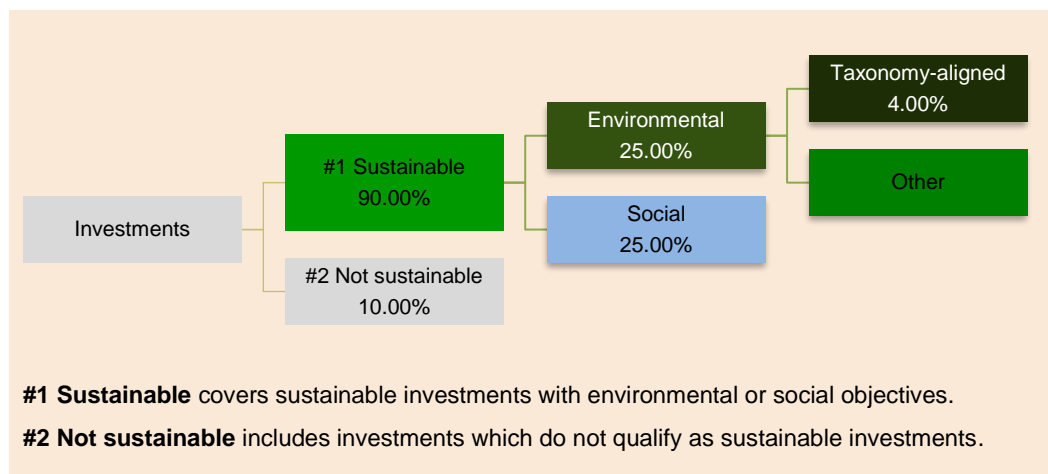 Investments
#1 Sustainable
90.00%
#2 Not sustainable
10.00%
Environmental
25.00%
Social
25.00%
Taxonomy-aligned
4.00%
Other
#1 Sustainable covers sustainable investments with environmental or social objectives.
#2 Not sustainable includes investments which do not qualify as sustainable investments.